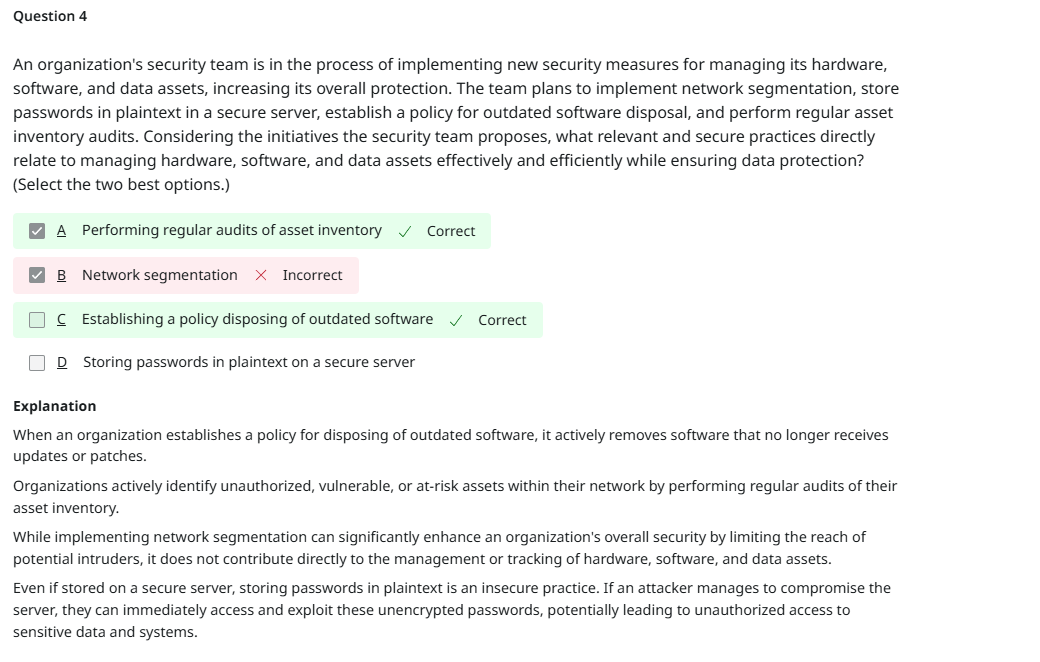 Question 4
An organization's security team is in the process of implementing new security measures for managing its hardware,
software, and data assets, increasing its overall protection. The team plans to implement network segmentation, store
passwords in plaintext in a secure server, establish a policy for outdated software disposal, and perform regular asset
inventory audits. Considering the initiatives the security team proposes, what relevant and secure practices directly
relate to managing hardware, software, and data assets effectively and efficiently while ensuring data protection?
(Select the two best options.)
A Performing regular audits of asset inventory Correct
B Network segmentation Incorrect
C Establishing a policy disposing of outdated software Correct
D Storing passwords in plaintext on a secure server
Explanation
When an organization establishes a policy for disposing of outdated software, it actively removes software that no longer receives
updates or patches.
Organizations actively identify unauthorized, vulnerable, or at-risk assets within their network by performing regular audits of their
asset inventory.
While implementing network segmentation can significantly enhance an organization's overall security by limiting the reach of
potential intruders, it does not contribute directly to the management or tracking of hardware, software, and data assets.
Even if stored on a secure server, storing passwords in plaintext is an insecure practice. If an attacker manages to compromise the
server, they can immediately access and exploit these unencrypted passwords, potentially leading to unauthorized access to
sensitive data and systems.